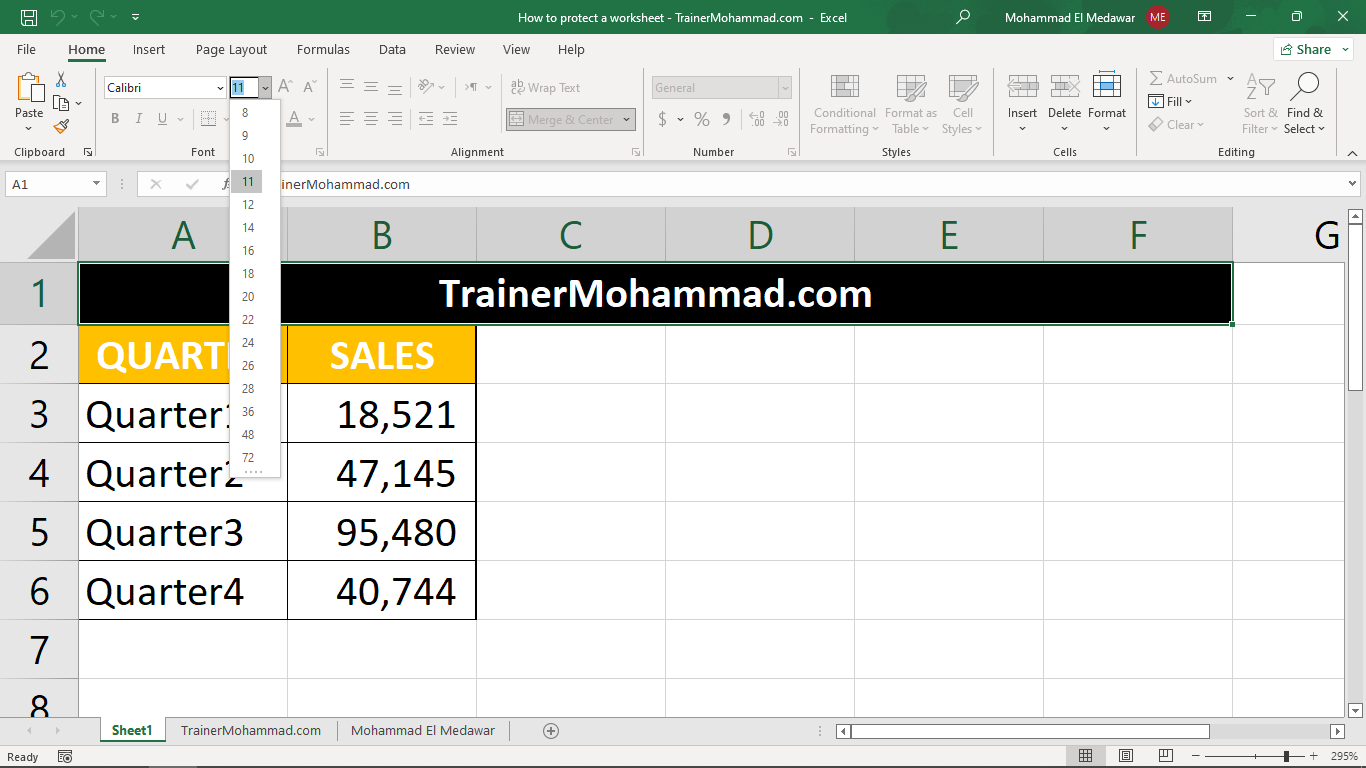 How to protect a worksheet - TrainerMohammad.com - Excel
Mohammad El Medawar ME
File Home Insert Page Layout Formulas Data Review View Help Share
Paste
Clipboard
Calibri 11
B I U A
Font
Wrap Text
Merge & Center
Alignment
General
$ % 9
Number
Conditional Formatting
Format as Table
Cell Styles
Styles
Insert Delete Format
Cells
AutoSum
Fill
Clear
Sort & Filter
Find & Select
Editing
8
9
10
11
12
14
16
18
20
22
24
26
28
36
48
72
A1 inerMohammad.com
A B C D E F G
1 TrainerMohammad.com
2 QUART SALES
3 Quarter1 18,521
4 Quarter2 47,145
5 Quarter3 95,480
6 Quarter4 40,744
7
8
Sheet1 TrainerMohammad.com Mohammad El Medawar
Ready 295%